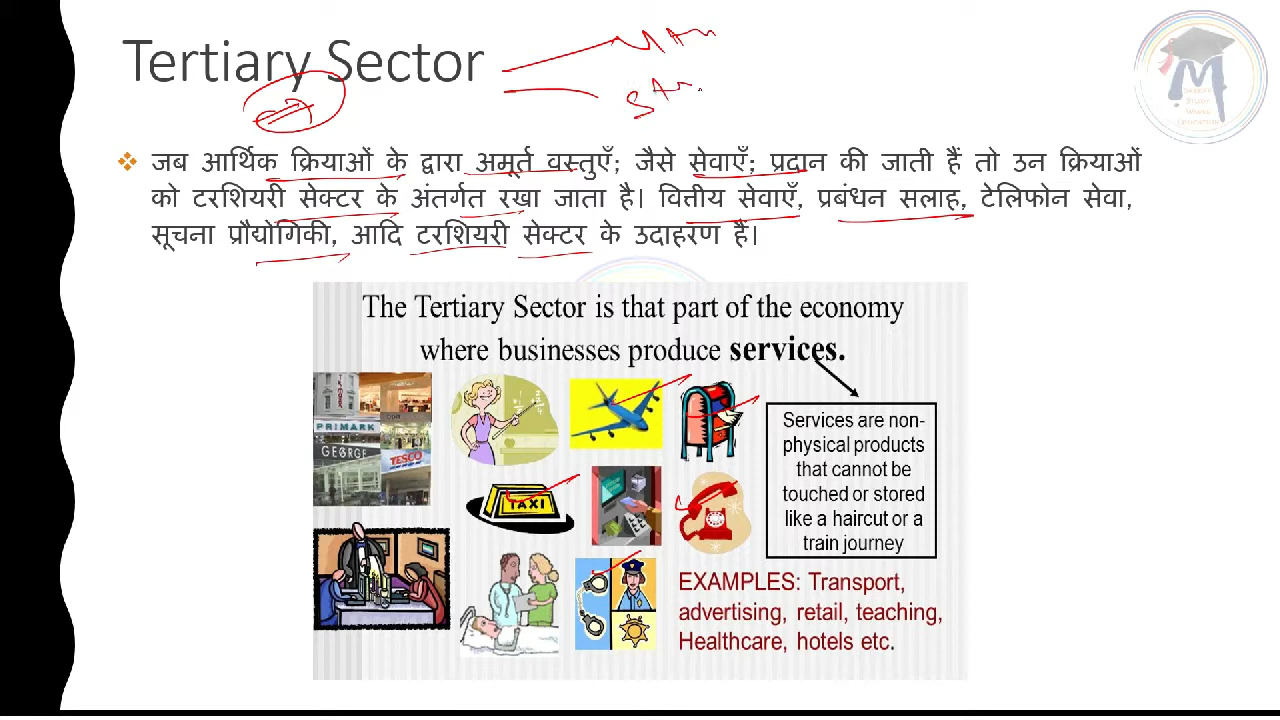 Tertiary Sector
जब आर्थिक क्रियाओं के द्वारा अमूर्त वस्तुएँ; जैसे सेवाएँ; प्रदान की जाती हैं तो उन क्रियाओं
को टरशियरी सेक्टर के अंतर्गत रखा जाता है। वित्तीय सेवाएँ, प्रबंधन सलाह, टेलिफोन सेवा,
सूचना प्रौद्योगिकी, आदि टरशियरी सेक्टर के उदाहरण हैं।
The Tertiary Sector is that part of the economy
where businesses produce services.
PRIMARK
GEORGE
TESCO
TAXI
Services are non-
physical products
that cannot be
touched or stored
like a haircut or a
train journey
EXAMPLES: Transport,
advertising, retail, teaching,
Healthcare, hotels etc.